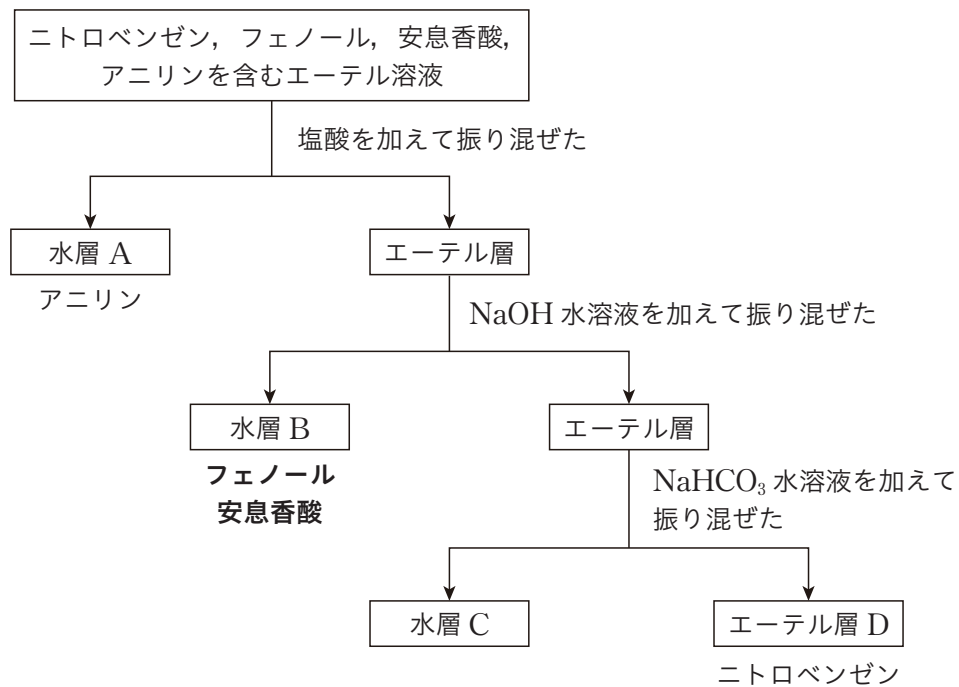 ニトロベンゼン，フェノール，安息香酸，
アニリンを含むエーテル溶液
塩酸を加えて振り混ぜた
水層 A
エーテル層
アニリン
NaOH 水溶液を加えて振り混ぜた
水層 B
エーテル層
フェノール
安息香酸
NaHCO₃ 水溶液を加えて
振り混ぜた
水層 C
エーテル層 D
ニトロベンゼン